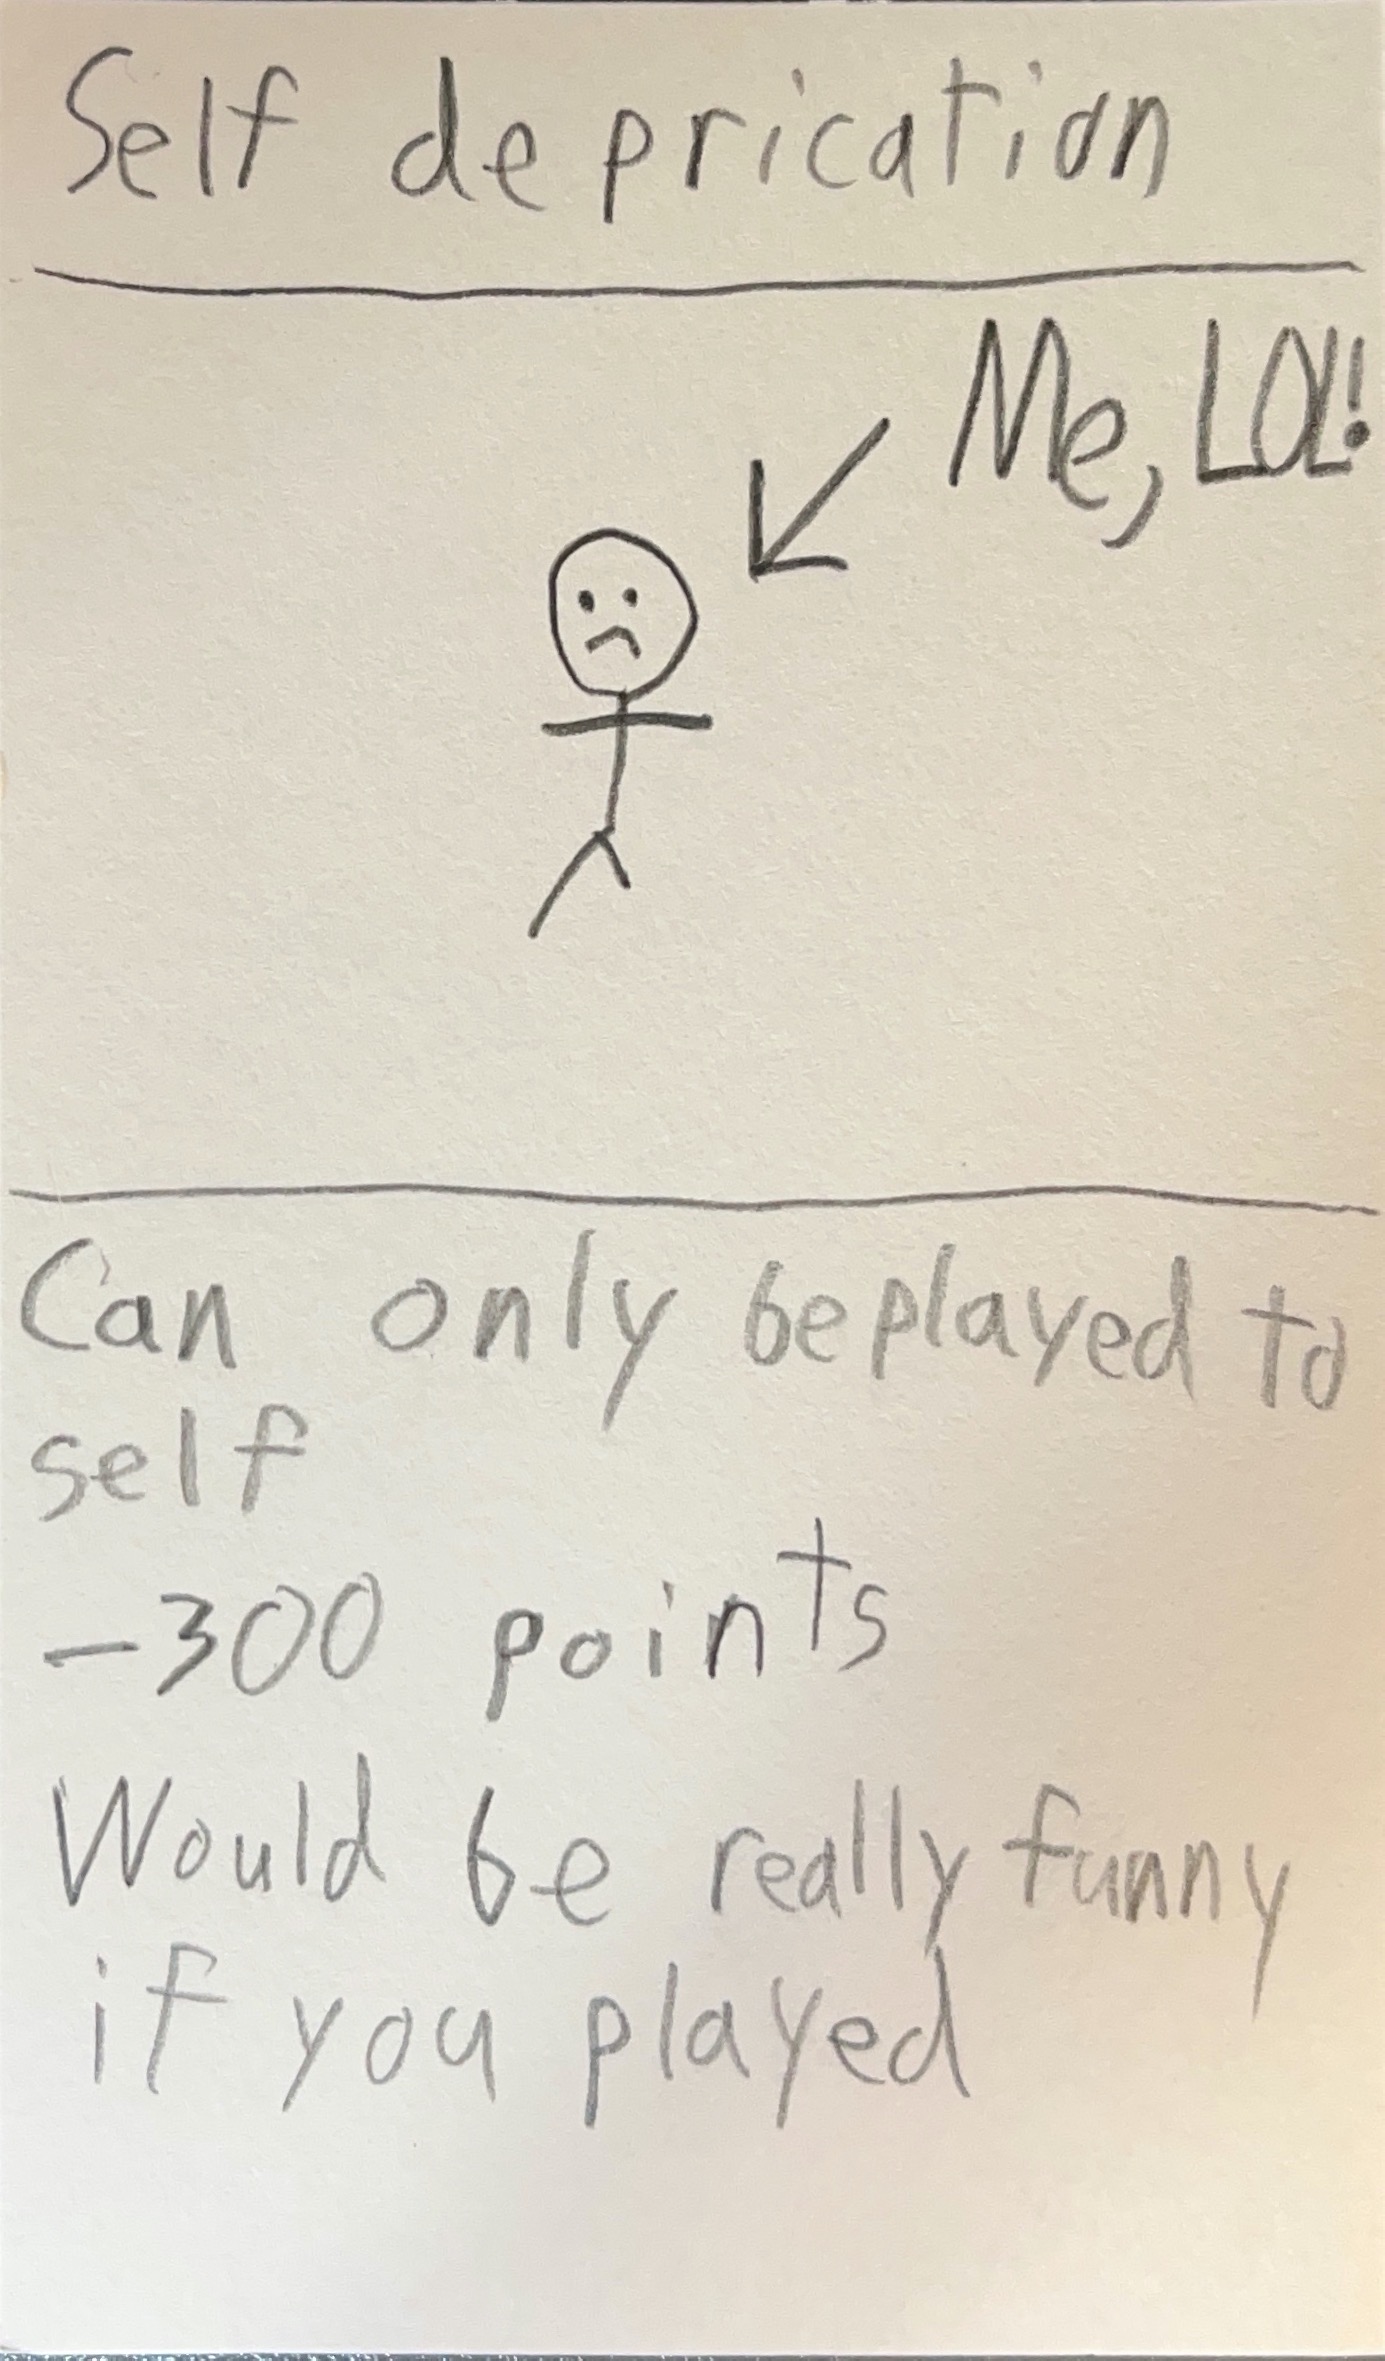 Self deprication
Me, LOL!
Can only be played to
self
-300 points
Would be really funny
if you played